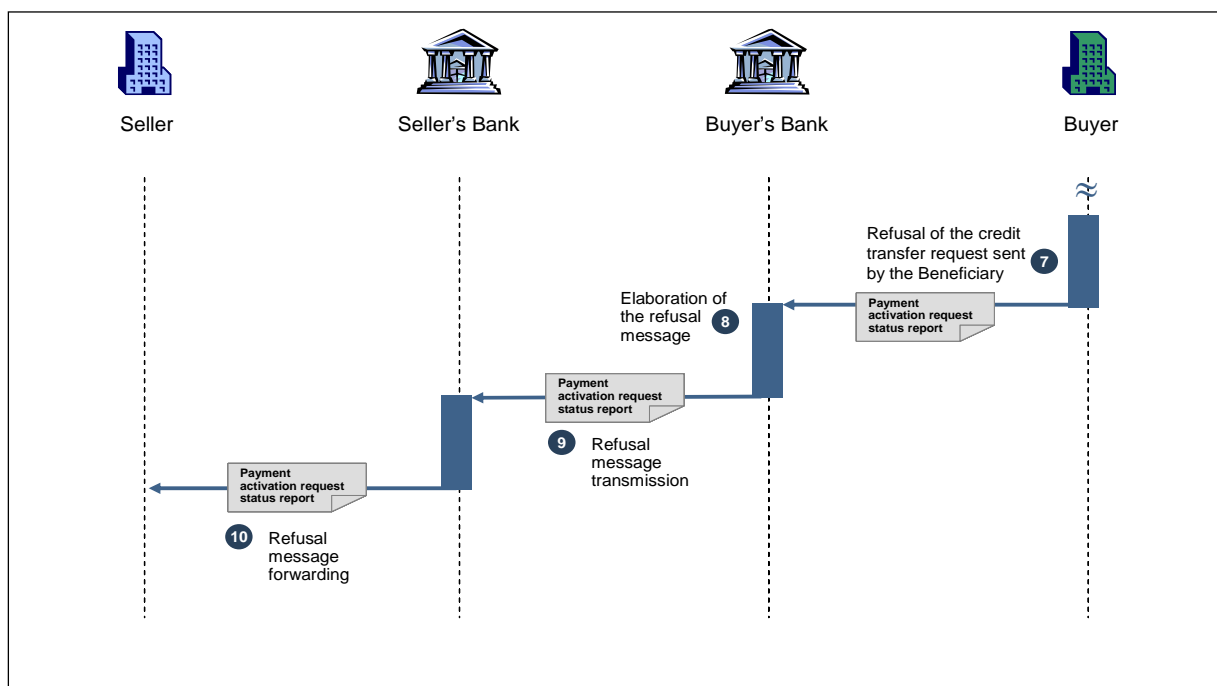 Seller
Seller's Bank
Buyer's Bank
Buyer
≈
Refusal of the credit
transfer request sent
by the Beneficiary
7
Payment
activation request
status report
Elaboration of
the refusal
message
8
Payment
activation request
status report
9
Refusal
message
transmission
Payment
activation request
status report
10
Refusal
message
forwarding